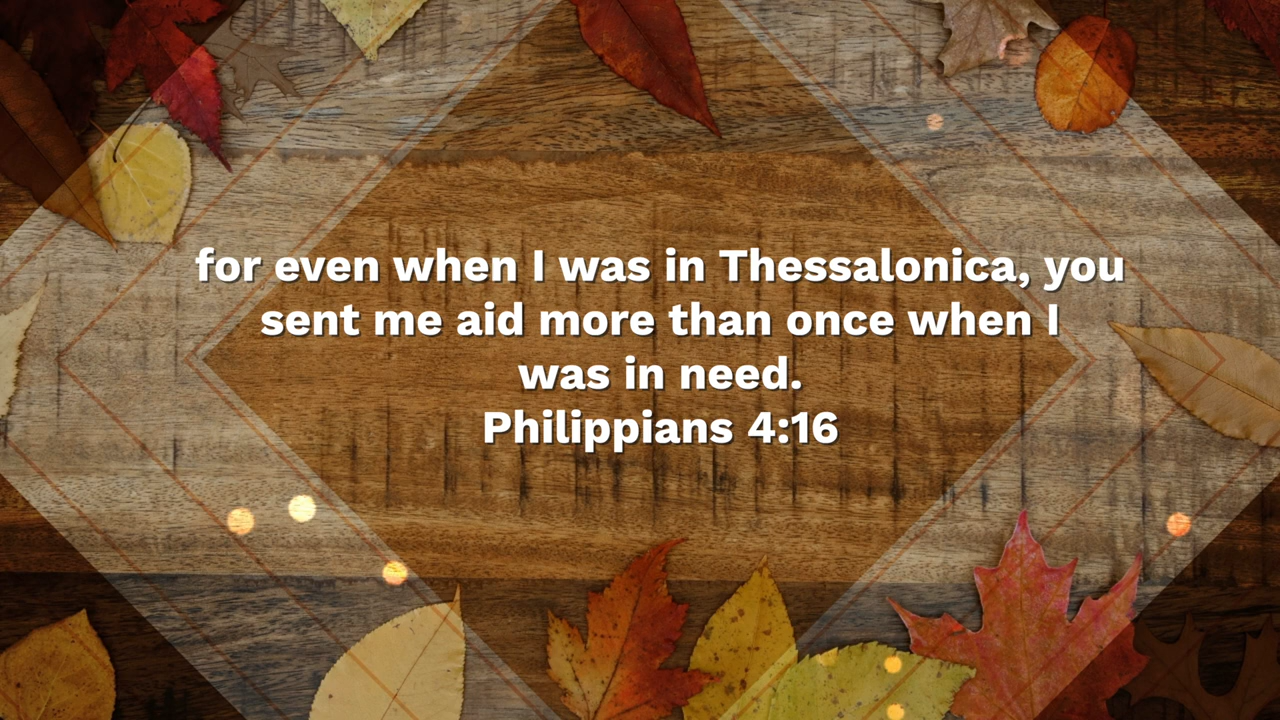 for even when I was in Thessalonica, you
sent me aid more than once when I
was in need.
Philippians 4:16